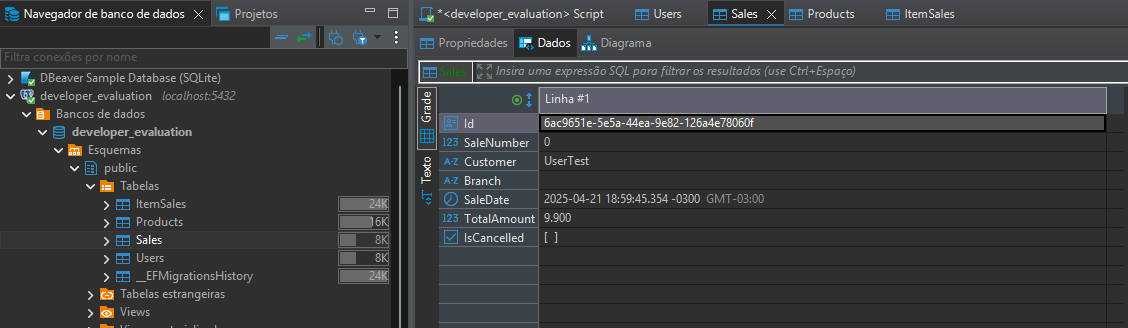 Navegador de banco de dados
Projetos
Filtra conexões por nome
DBeaver Sample Database (SQLite)
developer_evaluation localhost:5432
Bancos de dados
developer_evaluation
Esquemas
public
Tabelas
ItemSales 24K
Products 16K
Sales 8K
Users 8K
__EFMigrationsHistory 24K
Tabelas estrangeiras
Views
*<developer_evaluation> Script
Users
Sales
Products
ItemSales
Propriedades
Dados
Diagrama
Sales
Insira uma expressão SQL para filtrar os resultados (use Ctrl+Espaço)
Grade
Texto
Linha #1
Id 6ac9651e-5e5a-44ea-9e82-126a4e78060f
123 SaleNumber 0
A-Z Customer UserTest
A-Z Branch
SaleDate 2025-04-21 18:59:45.354 -0300 GMT-03:00
123 TotalAmount 9.900
IsCancelled [ ]